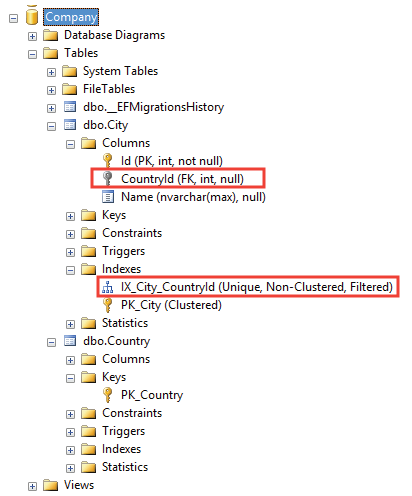 Company
Database Diagrams
Tables
System Tables
FileTables
dbo.__EFMigrationsHistory
dbo.City
Columns
Id (PK, int, not null)
CountryId (FK, int, null)
Name (nvarchar(max), null)
Keys
Constraints
Triggers
Indexes
IX_City_CountryId (Unique, Non-Clustered, Filtered)
PK_City (Clustered)
Statistics
dbo.Country
Columns
Keys
PK_Country
Constraints
Triggers
Indexes
Statistics
Views